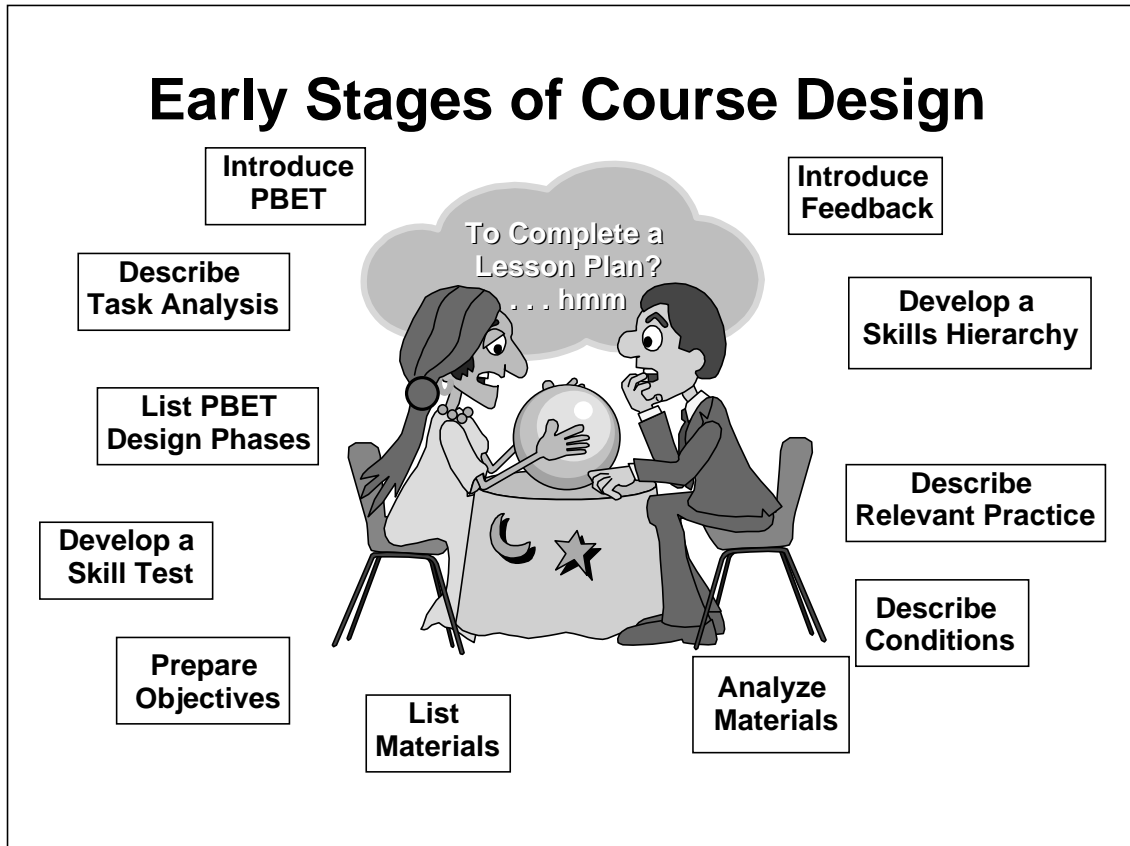 Early Stages of Course Design
Introduce
PBET
Introduce
Feedback
To Complete a
Lesson Plan?
. . . hmm
Describe
Task Analysis
Develop a
Skills Hierarchy
List PBET
Design Phases
Describe
Relevant Practice
Develop a
Skill Test
Describe
Conditions
Prepare
Objectives
List
Materials
Analyze
Materials